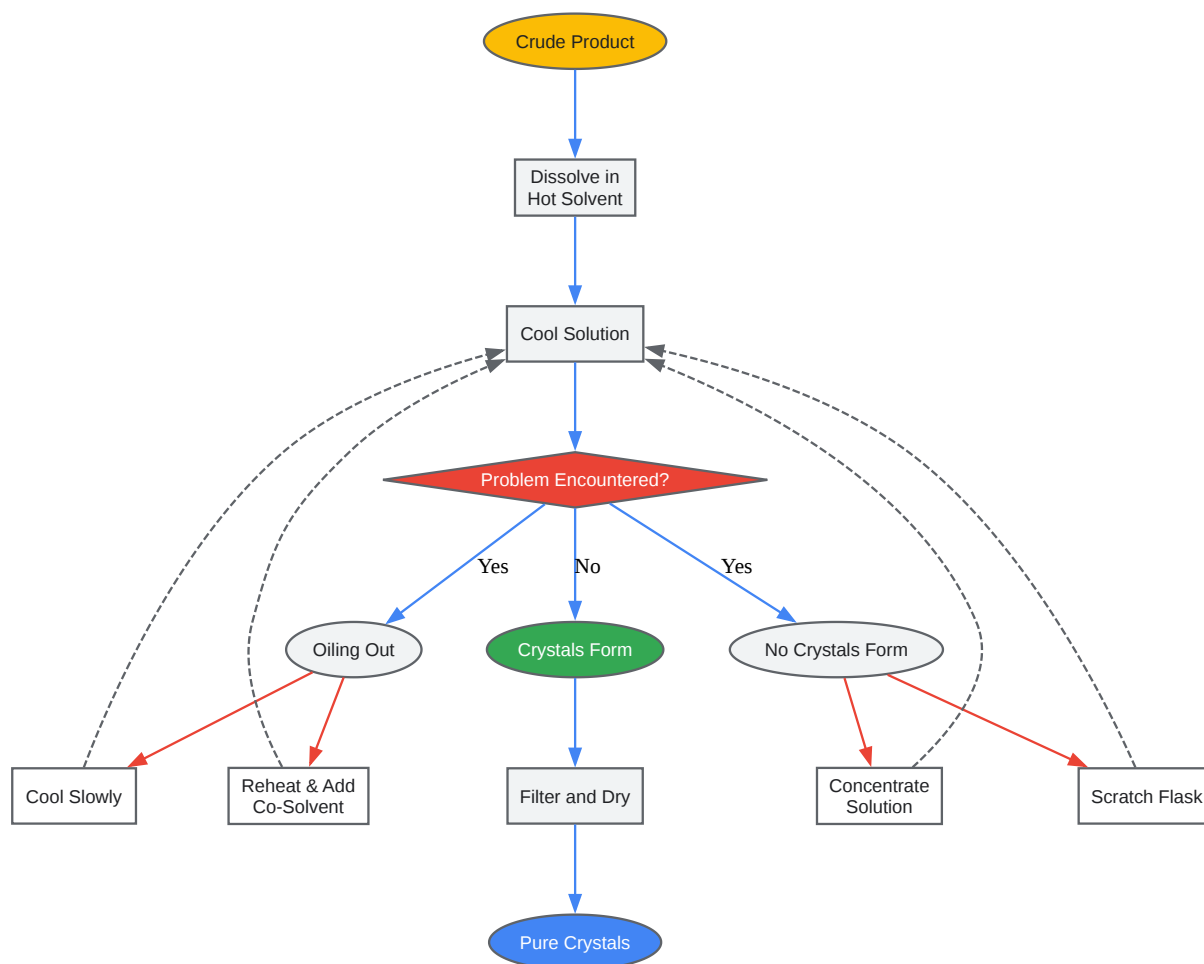 Crude Product
Dissolve in
Hot Solvent
Cool Solution
Problem Encountered?
Yes
No
Yes
Oiling Out
Crystals Form
No Crystals Form
Cool Slowly
Reheat & Add
Co-Solvent
Filter and Dry
Concentrate
Solution
Scratch Flask
Pure Crystals